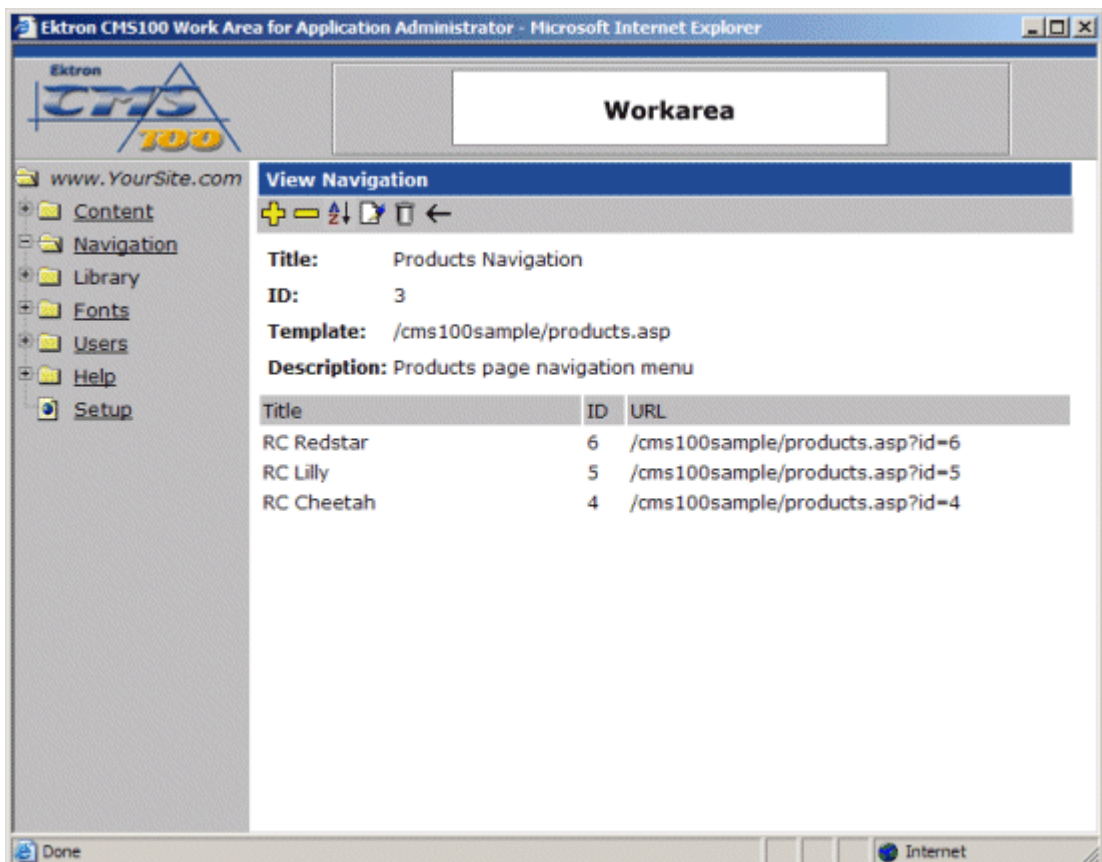 Ektron CMS100 Work Area for Application Administrator - Microsoft Internet Explorer
Ektron
CMS
100
Workarea
www.YourSite.com
Content
Navigation
Library
Fonts
Users
Help
Setup
View Navigation
Title: Products Navigation
ID: 3
Template: /cms100sample/products.asp
Description: Products page navigation menu
Title ID URL
RC Redstar 6 /cms100sample/products.asp?id=6
RC Lilly 5 /cms100sample/products.asp?id=5
RC Cheetah 4 /cms100sample/products.asp?id=4
Done Internet